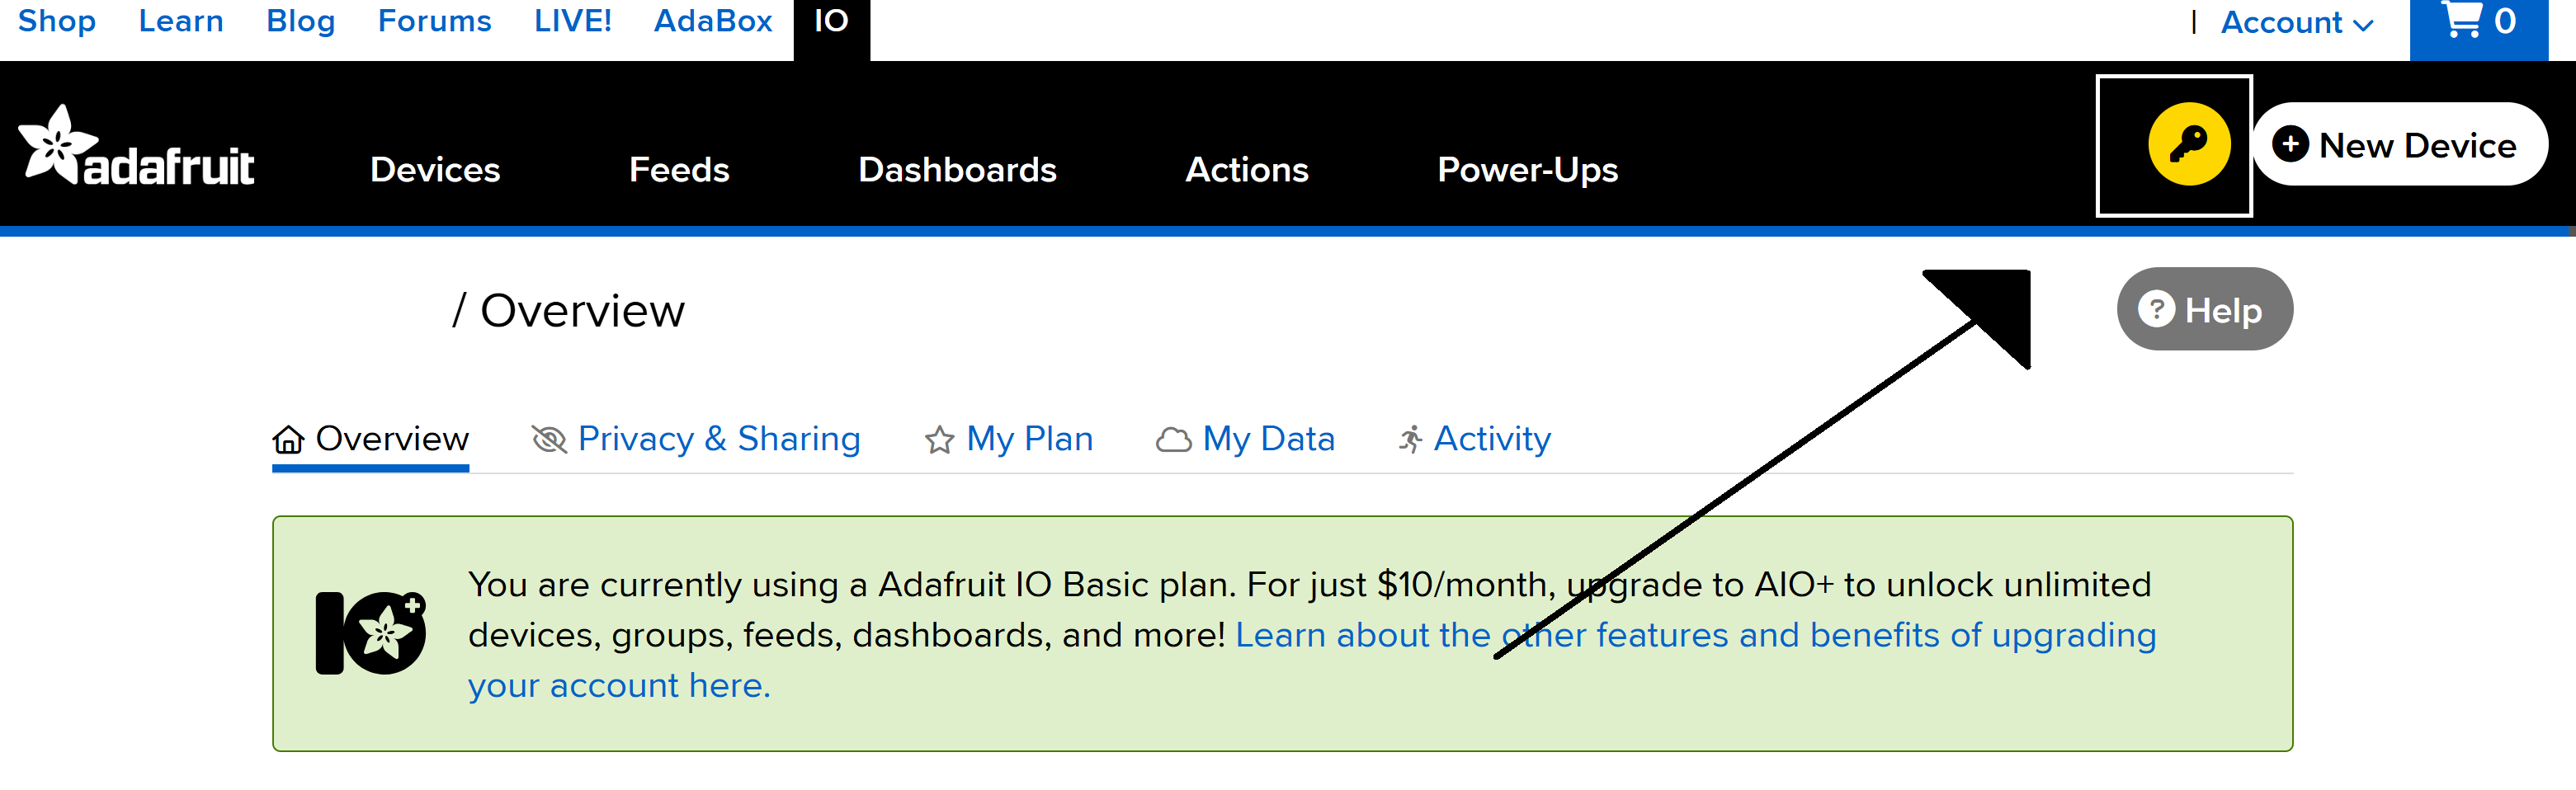 Shop Learn Blog Forums LIVE! AdaBox IO | Account 0
adafruit Devices Feeds Dashboards Actions Power-Ups New Device
/ Overview Help
Overview Privacy & Sharing My Plan My Data Activity
You are currently using a Adafruit IO Basic plan. For just $10/month, upgrade to AIO+ to unlock unlimited
devices, groups, feeds, dashboards, and more! Learn about the other features and benefits of upgrading
your account here.